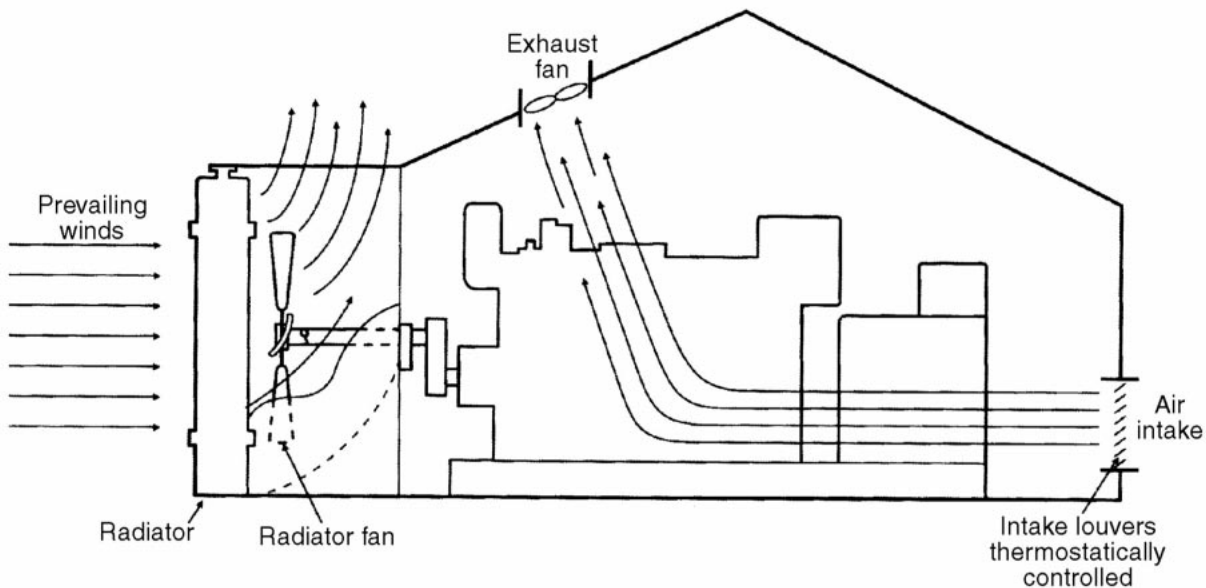 Exhaust
fan
Prevailing
winds
Air
intake
Radiator
Radiator fan
Intake louvers
thermostatically
controlled